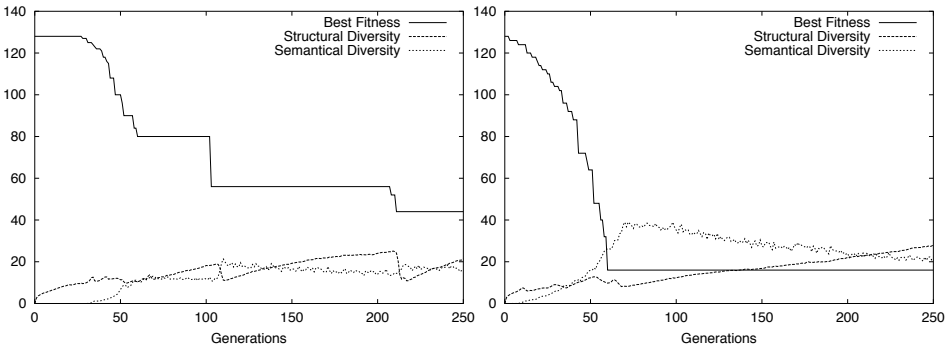 140
120
100
80
60
40
20
0
0 50 100 150 200 250
Generations
Best Fitness
Structural Diversity
Semantical Diversity
140
120
100
80
60
40
20
0
0 50 100 150 200 250
Generations
Best Fitness
Structural Diversity
Semantical Diversity